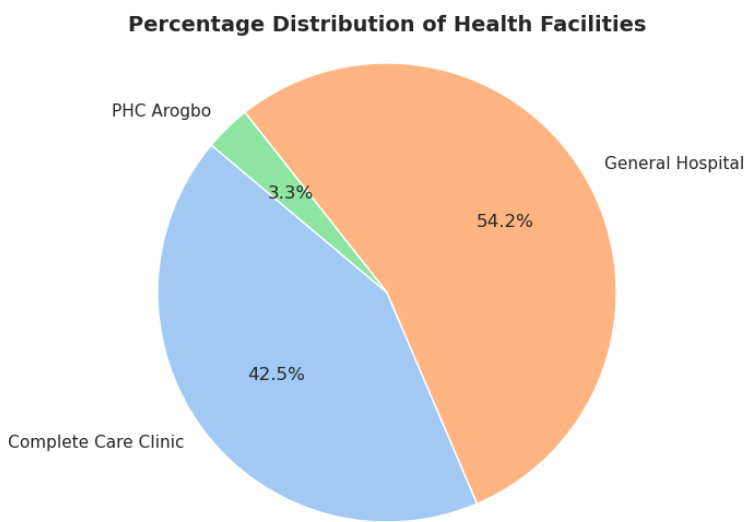 Percentage Distribution of Health Facilities
PHC Arogbo
General Hospital
3.3%
54.2%
42.5%
Complete Care Clinic